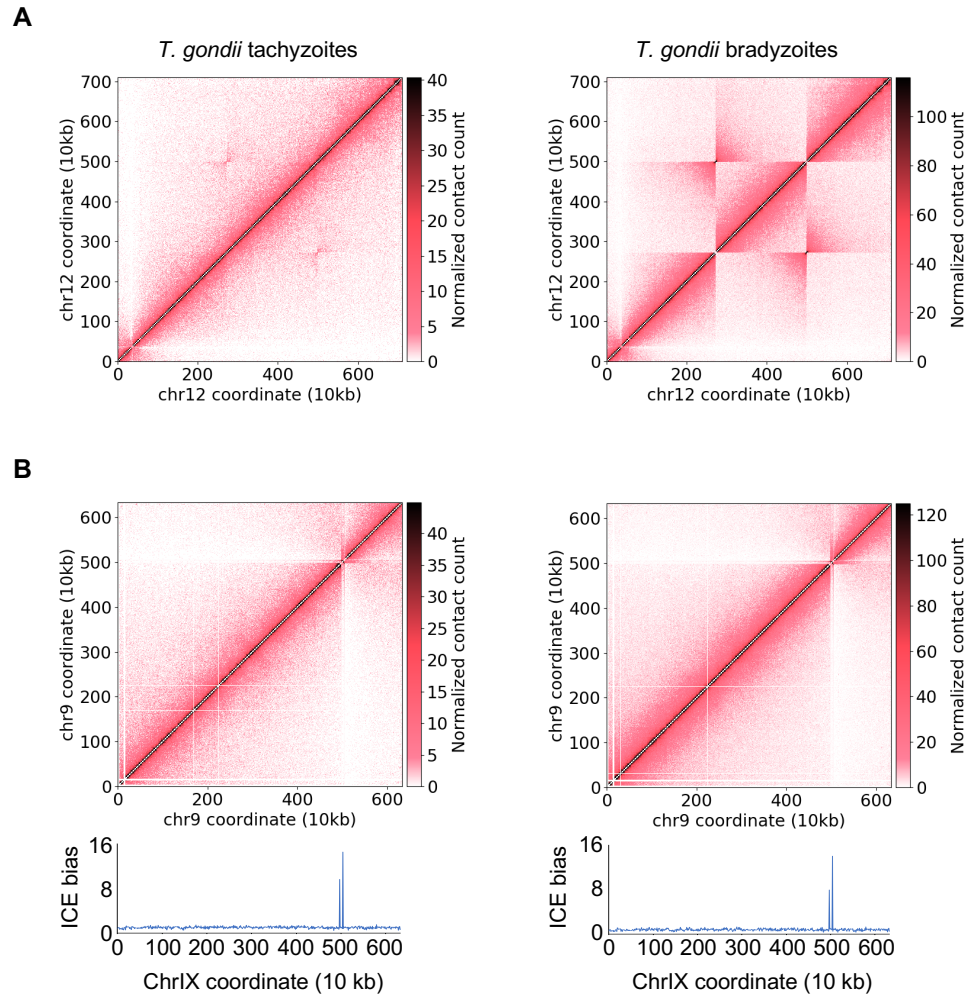 A
T. gondii tachyzoites
T. gondii bradyzoites
700
600
500
400
300
200
100
0
chr12 coordinate (10kb)
0 200 400 600
chr12 coordinate (10kb)
40
35
30
25
20
15
10
5
0
Normalized contact count
700
600
500
400
300
200
100
0
chr12 coordinate (10kb)
0 200 400 600
chr12 coordinate (10kb)
100
80
60
40
20
0
Normalized contact count
B
600
500
400
300
200
100
0
chr9 coordinate (10kb)
0 200 400 600
chr9 coordinate (10kb)
40
35
30
25
20
15
10
5
0
Normalized contact count
600
500
400
300
200
100
0
chr9 coordinate (10kb)
0 200 400 600
chr9 coordinate (10kb)
120
100
80
60
40
20
0
Normalized contact count
16
8
0
ICE bias
0 100 200 300 400 500 600
ChrIX coordinate (10 kb)
16
8
0
ICE bias
0 100 200 300 400 500 600
ChrIX coordinate (10 kb)